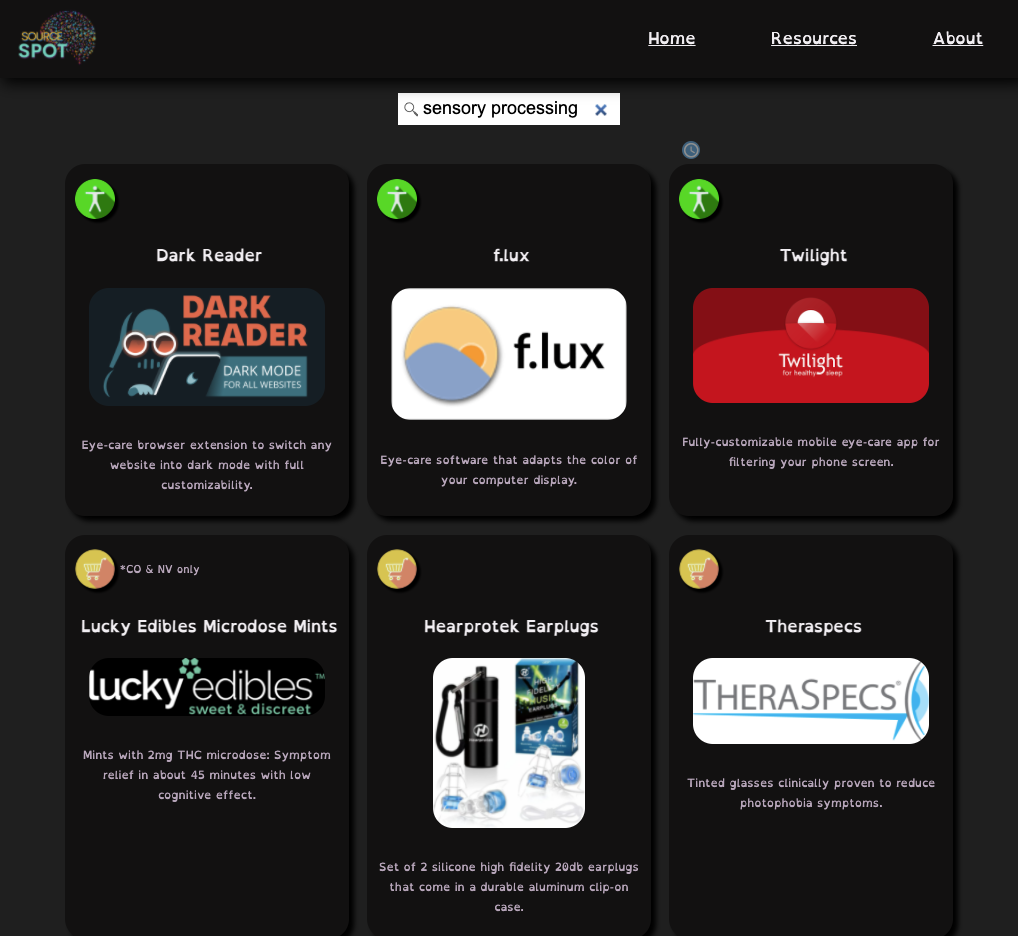 SOURCE
SPOT
Home Resources About
sensory processing
Dark Reader
DARK
READER
DARK MODE
FOR ALL WEBSITES
Eye-care browser extension to switch any
website into dark mode with full
customizability.
f.lux
f.lux
Eye-care software that adapts the color of
your computer display.
Twilight
Twilight
for healthy sleep
Fully-customizable mobile eye-care app for
filtering your phone screen.
*CO & NV only
Lucky Edibles Microdose Mints
lucky edibles™
sweet & discreet
Mints with 2mg THC microdose: Symptom
relief in about 45 minutes with low
cognitive effect.
Hearprotek Earplugs
HIGH
FIDELITY
MUSIC
EARPLUGS
Set of 2 silicone high fidelity 20db earplugs
that come in a durable aluminum clip-on
case.
Theraspecs
THERASPECS®
Tinted glasses clinically proven to reduce
photophobia symptoms.